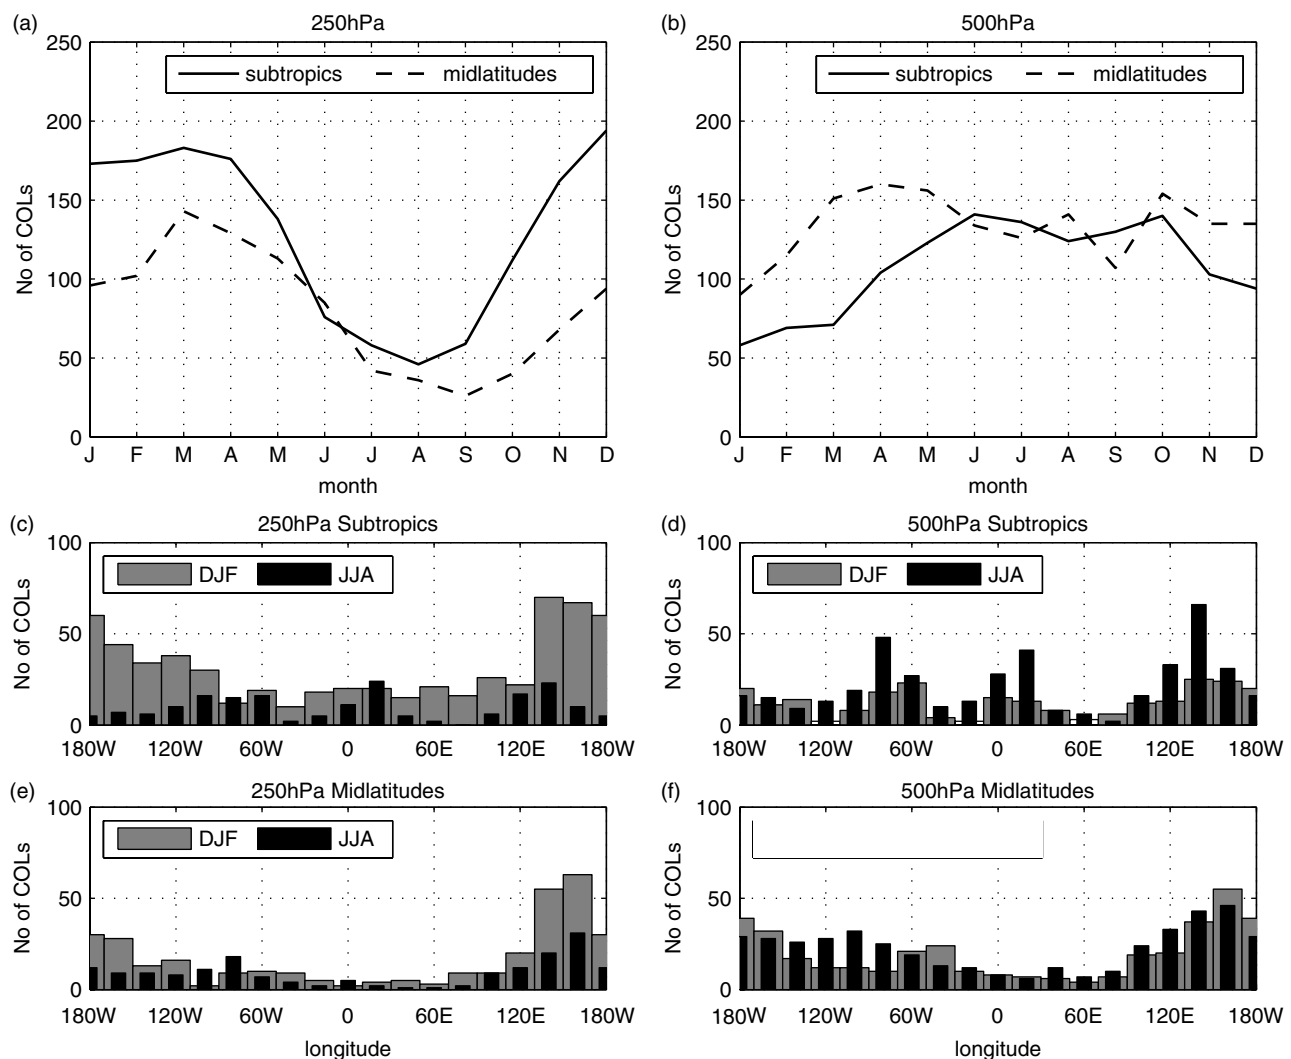 (a) 250hPa
250
200
150
100
50
0
No of COLs
subtropics midlatitudes
J F M A M J J A S O N D
month
(b) 500hPa
250
200
150
100
50
0
No of COLs
subtropics midlatitudes
J F M A M J J A S O N D
month
(c) 250hPa Subtropics
100
50
0
No of COLs
DJF JJA
180W 120W 60W 0 60E 120E 180W
(d) 500hPa Subtropics
100
50
0
No of COLs
DJF JJA
180W 120W 60W 0 60E 120E 180W
(e) 250hPa Midlatitudes
100
50
0
No of COLs
DJF JJA
180W 120W 60W 0 60E 120E 180W
longitude
(f) 500hPa Midlatitudes
100
50
0
No of COLs
180W 120W 60W 0 60E 120E 180W
longitude